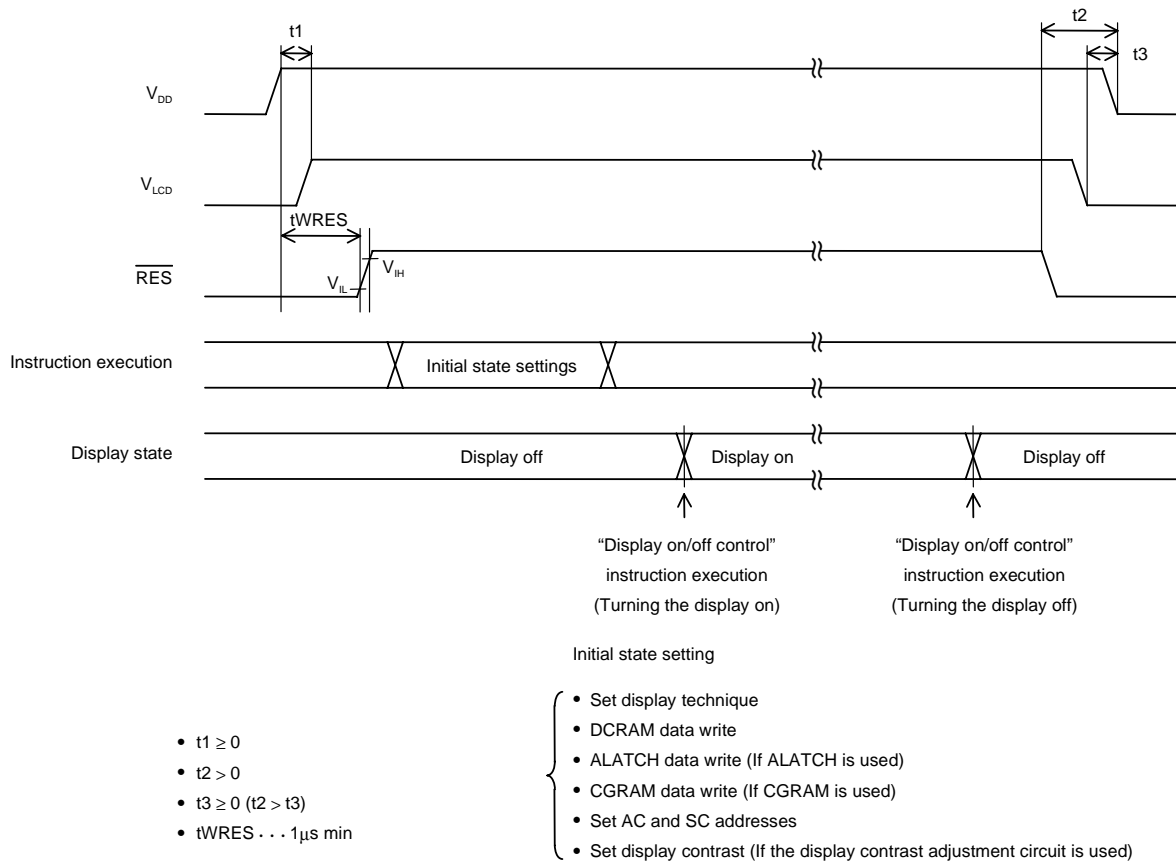 t1
t2
t3
VDD
VLCD
tWRES
RES
VIL
VIH
Instruction execution
Initial state settings
Display state
Display off
Display on
Display off
“Display on/off control”
instruction execution
(Turning the display on)
“Display on/off control”
instruction execution
(Turning the display off)
Initial state setting
• Set display technique
• DCRAM data write
• ALATCH data write (If ALATCH is used)
• CGRAM data write (If CGRAM is used)
• Set AC and SC addresses
• Set display contrast (If the display contrast adjustment circuit is used)
• t1 ≥ 0
• t2 > 0
• t3 ≥ 0 (t2 > t3)
• tWRES · · · 1μs min